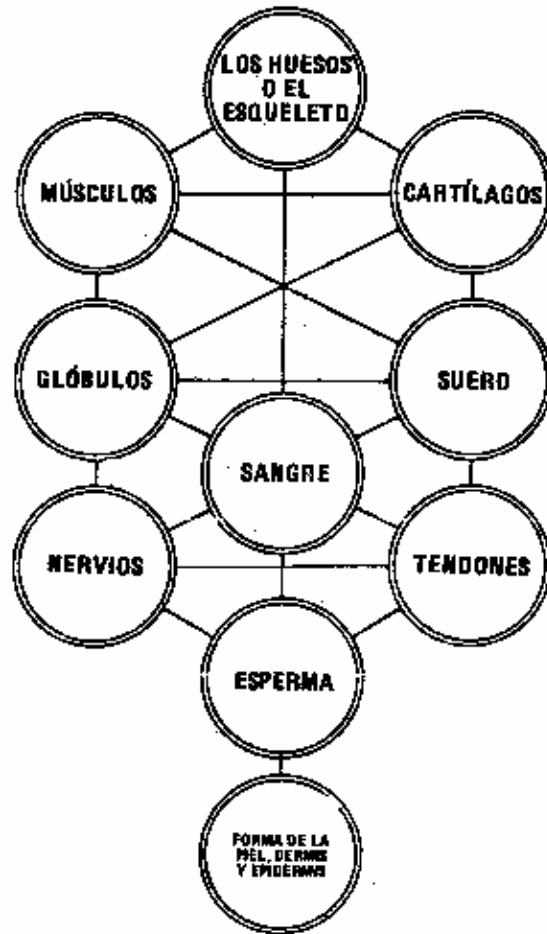 LOS HUESOS
O EL
ESQUELETO
MÚSCULOS
CARTÍLAGOS
GLÓBULOS
SUERO
SANGRE
NERVIOS
TENDONES
ESPERMA
FORMA DE LA
PIEL, DERMIS
Y EPIDERMIS